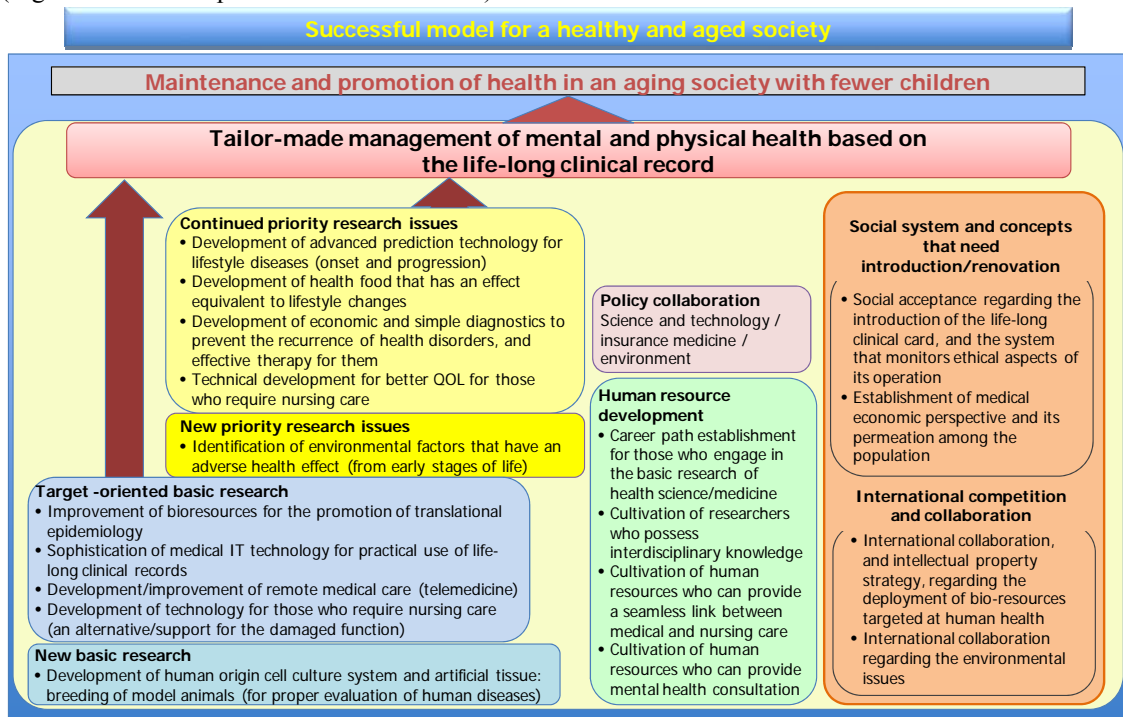 Successful model for a healthy and aged society
Maintenance and promotion of health in an aging society with fewer children
Tailor-made management of mental and physical health based on
the life-long clinical record
Continued priority research issues
• Development of advanced prediction technology for
lifestyle diseases (onset and progression)
• Development of health food that has an effect
equivalent to lifestyle changes
• Development of economic and simple diagnostics to
prevent the recurrence of health disorders, and
effective therapy for them
• Technical development for better QOL for those
who require nursing care
New priority research issues
• Identification of environmental factors that have an
adverse health effect (from early stages of life)
Target -oriented basic research
• Improvement of bioresources for the promotion of translational
epidemiology
• Sophistication of medical IT technology for practical use of life-
long clinical records
• Development/improvement of remote medical care (telemedicine)
• Development of technology for those who require nursing care
(an alternative/support for the damaged function)
New basic research
• Development of human origin cell culture system and artificial tissue:
breeding of model animals (for proper evaluation of human diseases)
Policy collaboration
Science and technology /
insurance medicine /
environment
Human resource
development
• Career path establishment
for those who engage in
the basic research of
health science/medicine
• Cultivation of researchers
who possess
interdisciplinary knowledge
• Cultivation of human
resources who can provide
a seamless link between
medical and nursing care
• Cultivation of human
resources who can provide
mental health consultation
Social system and concepts
that need
introduction/renovation
• Social acceptance regarding the
introduction of the life-long
clinical card, and the system
that monitors ethical aspects of
its operation
• Establishment of medical
economic perspective and its
permeation among the
population
International competition
and collaboration
• International collaboration,
and intellectual property
strategy, regarding the
deployment of bio-resources
targeted at human health
• International collaboration
regarding the environmental
issues